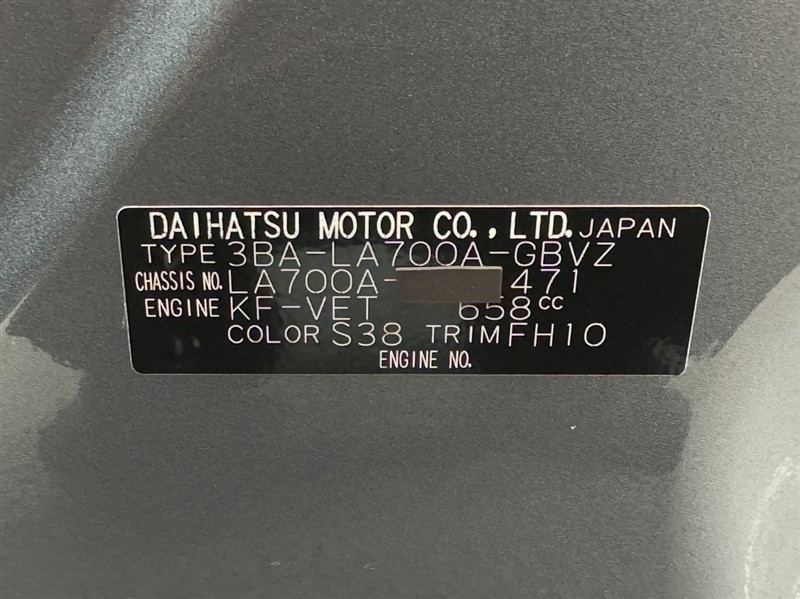 DAIHATSU MOTOR CO., LTD. JAPAN
TYPE 3BA-LA700A-GBVZ
CHASSIS NO. LA700A- 471
ENGINE KF-VET 658cc
COLOR S38 TRIM FH10
ENGINE NO.